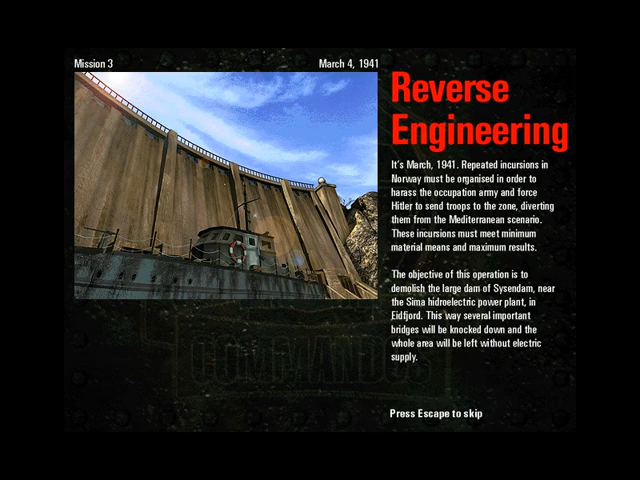 Mission 3
March 4, 1941
Reverse
Engineering
It's March, 1941. Repeated incursions in
Norway must be organised in order to
harass the occupation army and force
Hitler to send troops to the zone, diverting
them from the Mediterranean scenario.
These incursions must meet minimum
material means and maximum results.
The objective of this operation is to
demolish the large dam of Sysendam, near
the Sima hidroelectric power plant, in
Eidfjord. This way several important
bridges will be knocked down and the
whole area will be left without electric
supply.
COMMANDOS
Press Escape to skip